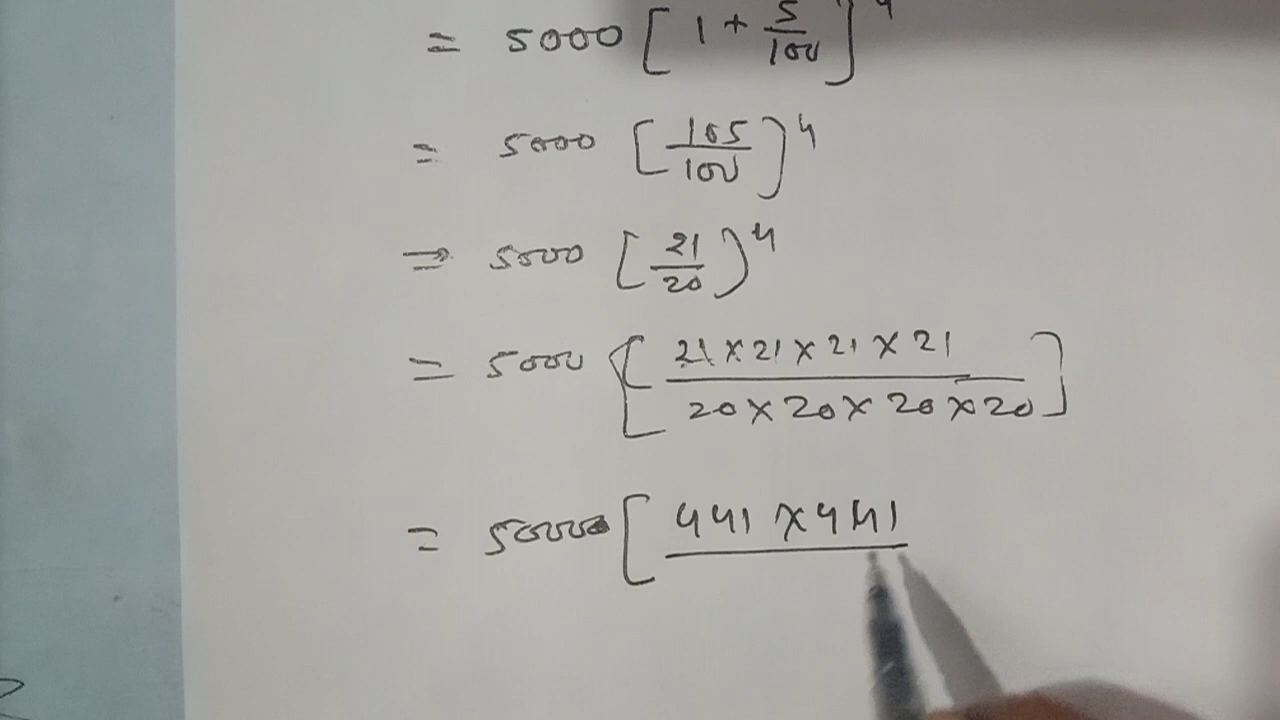 = 5000 [ 1 + 5/100 ]^4
= 5000 [ 105/100 )^4
⇒ 5000 [ 21/20 )^4
= 5000 [ 21 x 21 x 21 x 21 / 20 x 20 x 20 x 20 ]
= 5000 [ 441 x 441